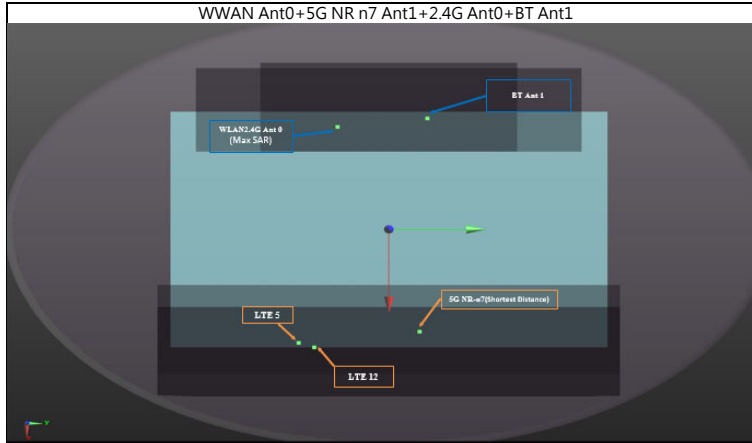 WWAN Ant0+5G NR n7 Ant1+2.4G Ant0+BT Ant1
BT Ant 1
WLAN2.4G Ant 0
(Max SAR)
5G NR-n7(Shortest Distance)
LTE 5
LTE 12
y